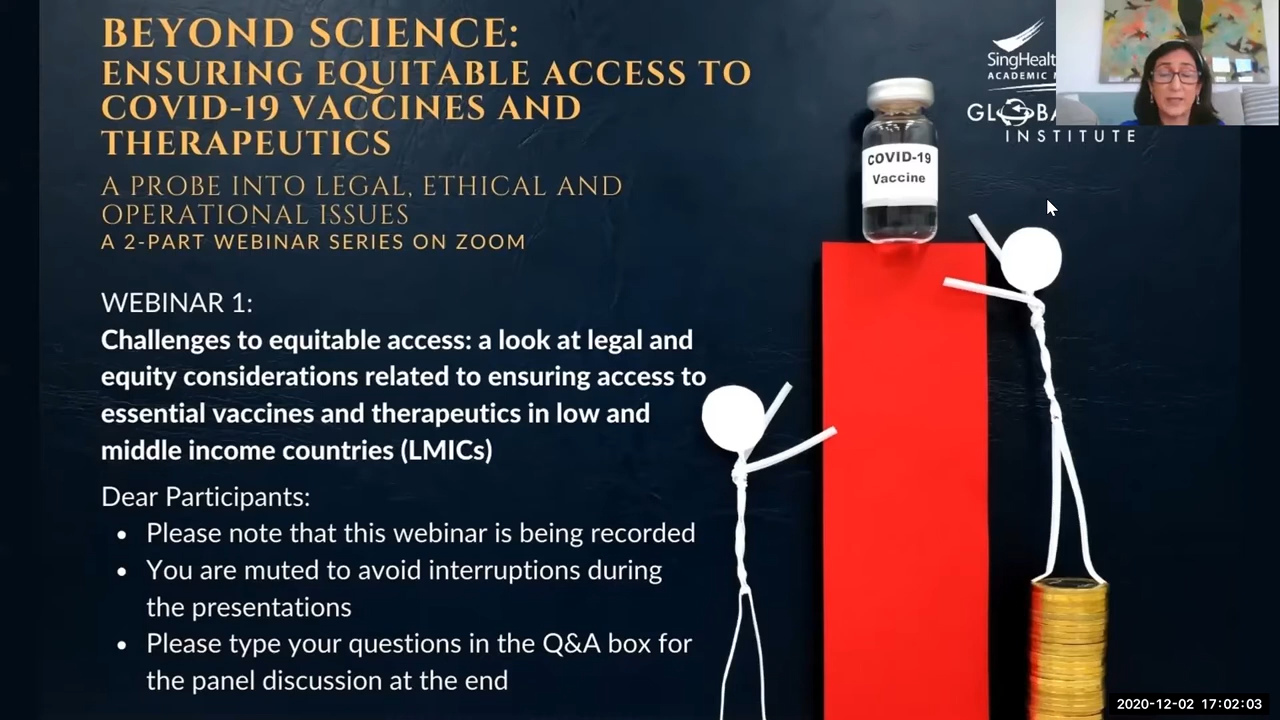 BEYOND SCIENCE:
ENSURING EQUITABLE ACCESS TO
COVID-19 VACCINES AND
THERAPEUTICS
A PROBE INTO LEGAL, ETHICAL AND
OPERATIONAL ISSUES
A 2-PART WEBINAR SERIES ON ZOOM
WEBINAR 1:
Challenges to equitable access: a look at legal and
equity considerations related to ensuring access to
essential vaccines and therapeutics in low and
middle income countries (LMICs)
Dear Participants:
• Please note that this webinar is being recorded
• You are muted to avoid interruptions during
the presentations
• Please type your questions in the Q&A box for
the panel discussion at the end
COVID-19
Vaccine
ACADEMIC
INSTITUTE
2020-12-02 17:02:03